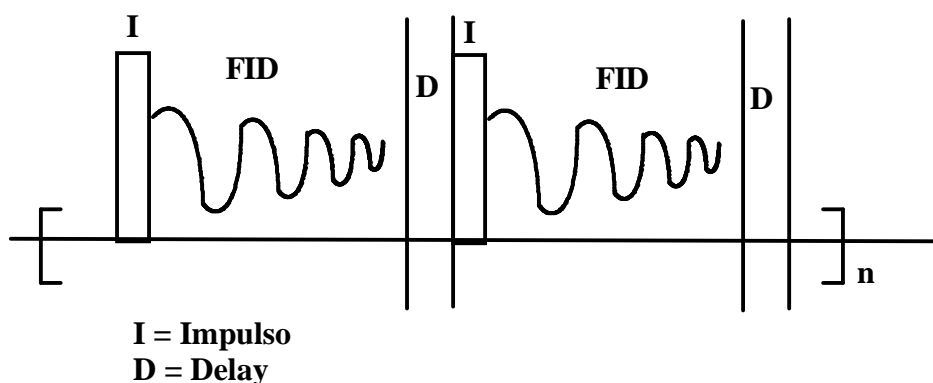 I
I
FID
FID
D
D
n
I = Impulso
D = Delay